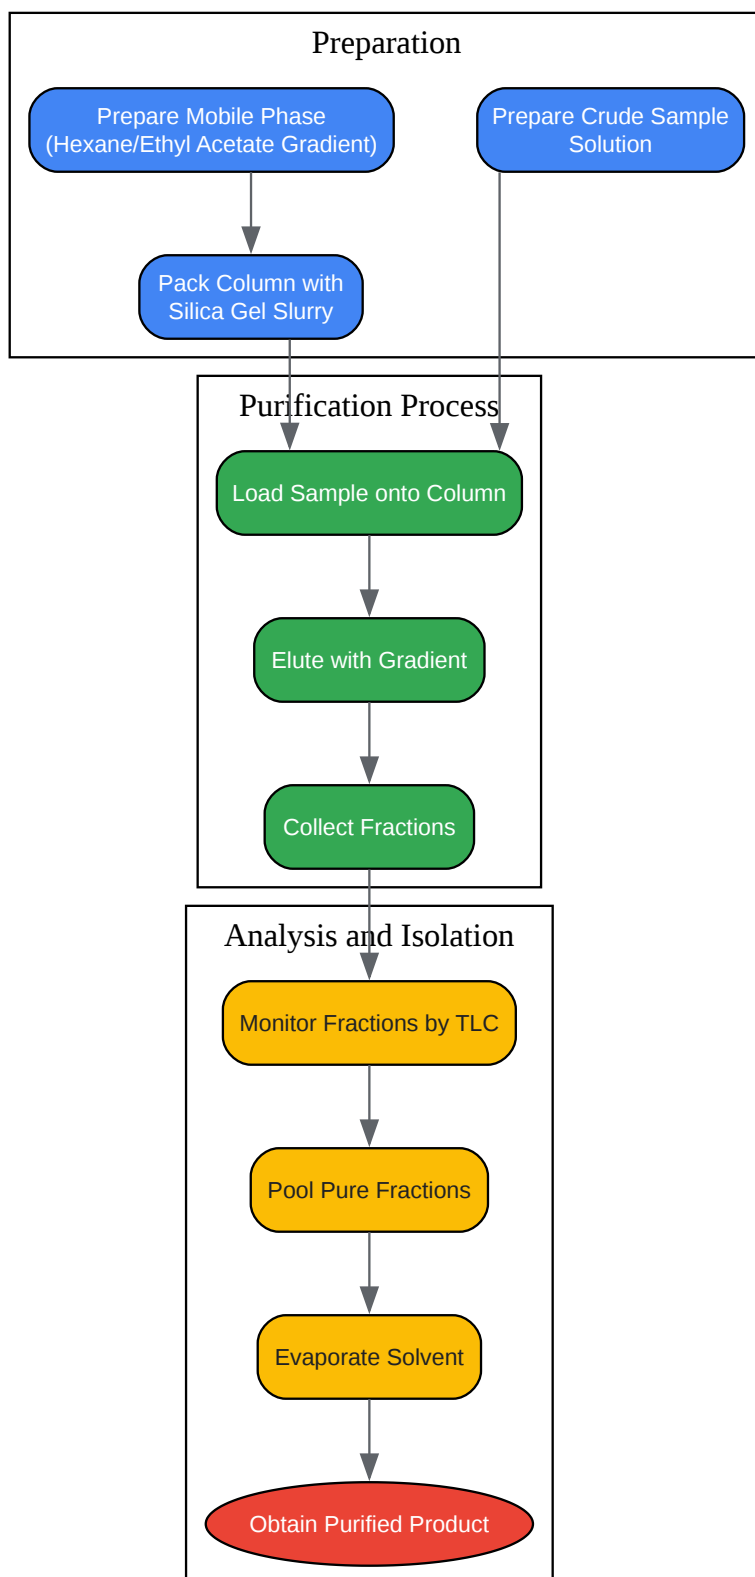 Preparation
Prepare Mobile Phase
(Hexane/Ethyl Acetate Gradient)
Prepare Crude Sample
Solution
Pack Column with
Silica Gel Slurry
Purification Process
Load Sample onto Column
Elute with Gradient
Collect Fractions
Analysis and Isolation
Monitor Fractions by TLC
Pool Pure Fractions
Evaporate Solvent
Obtain Purified Product